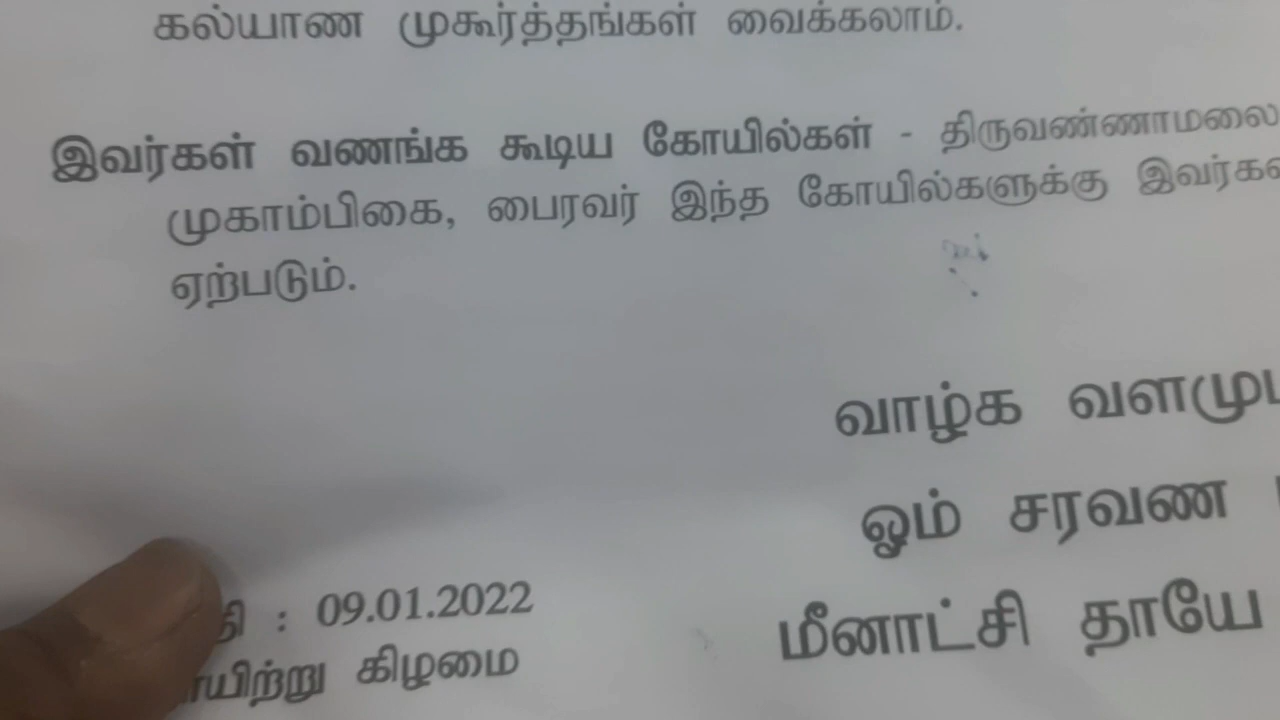 கல்யாண முகூர்த்தங்கள் வைக்கலாம்.
இவர்கள் வணங்க கூடிய கோயில்கள் - திருவண்ணாமலை
முகாம்பிகை, பைரவர் இந்த கோயில்களுக்கு
ஏற்படும்.
வாழ்க
ஓம் சரவண
: 09.01.2022
மீனாட்சி தாயே
கிழமை